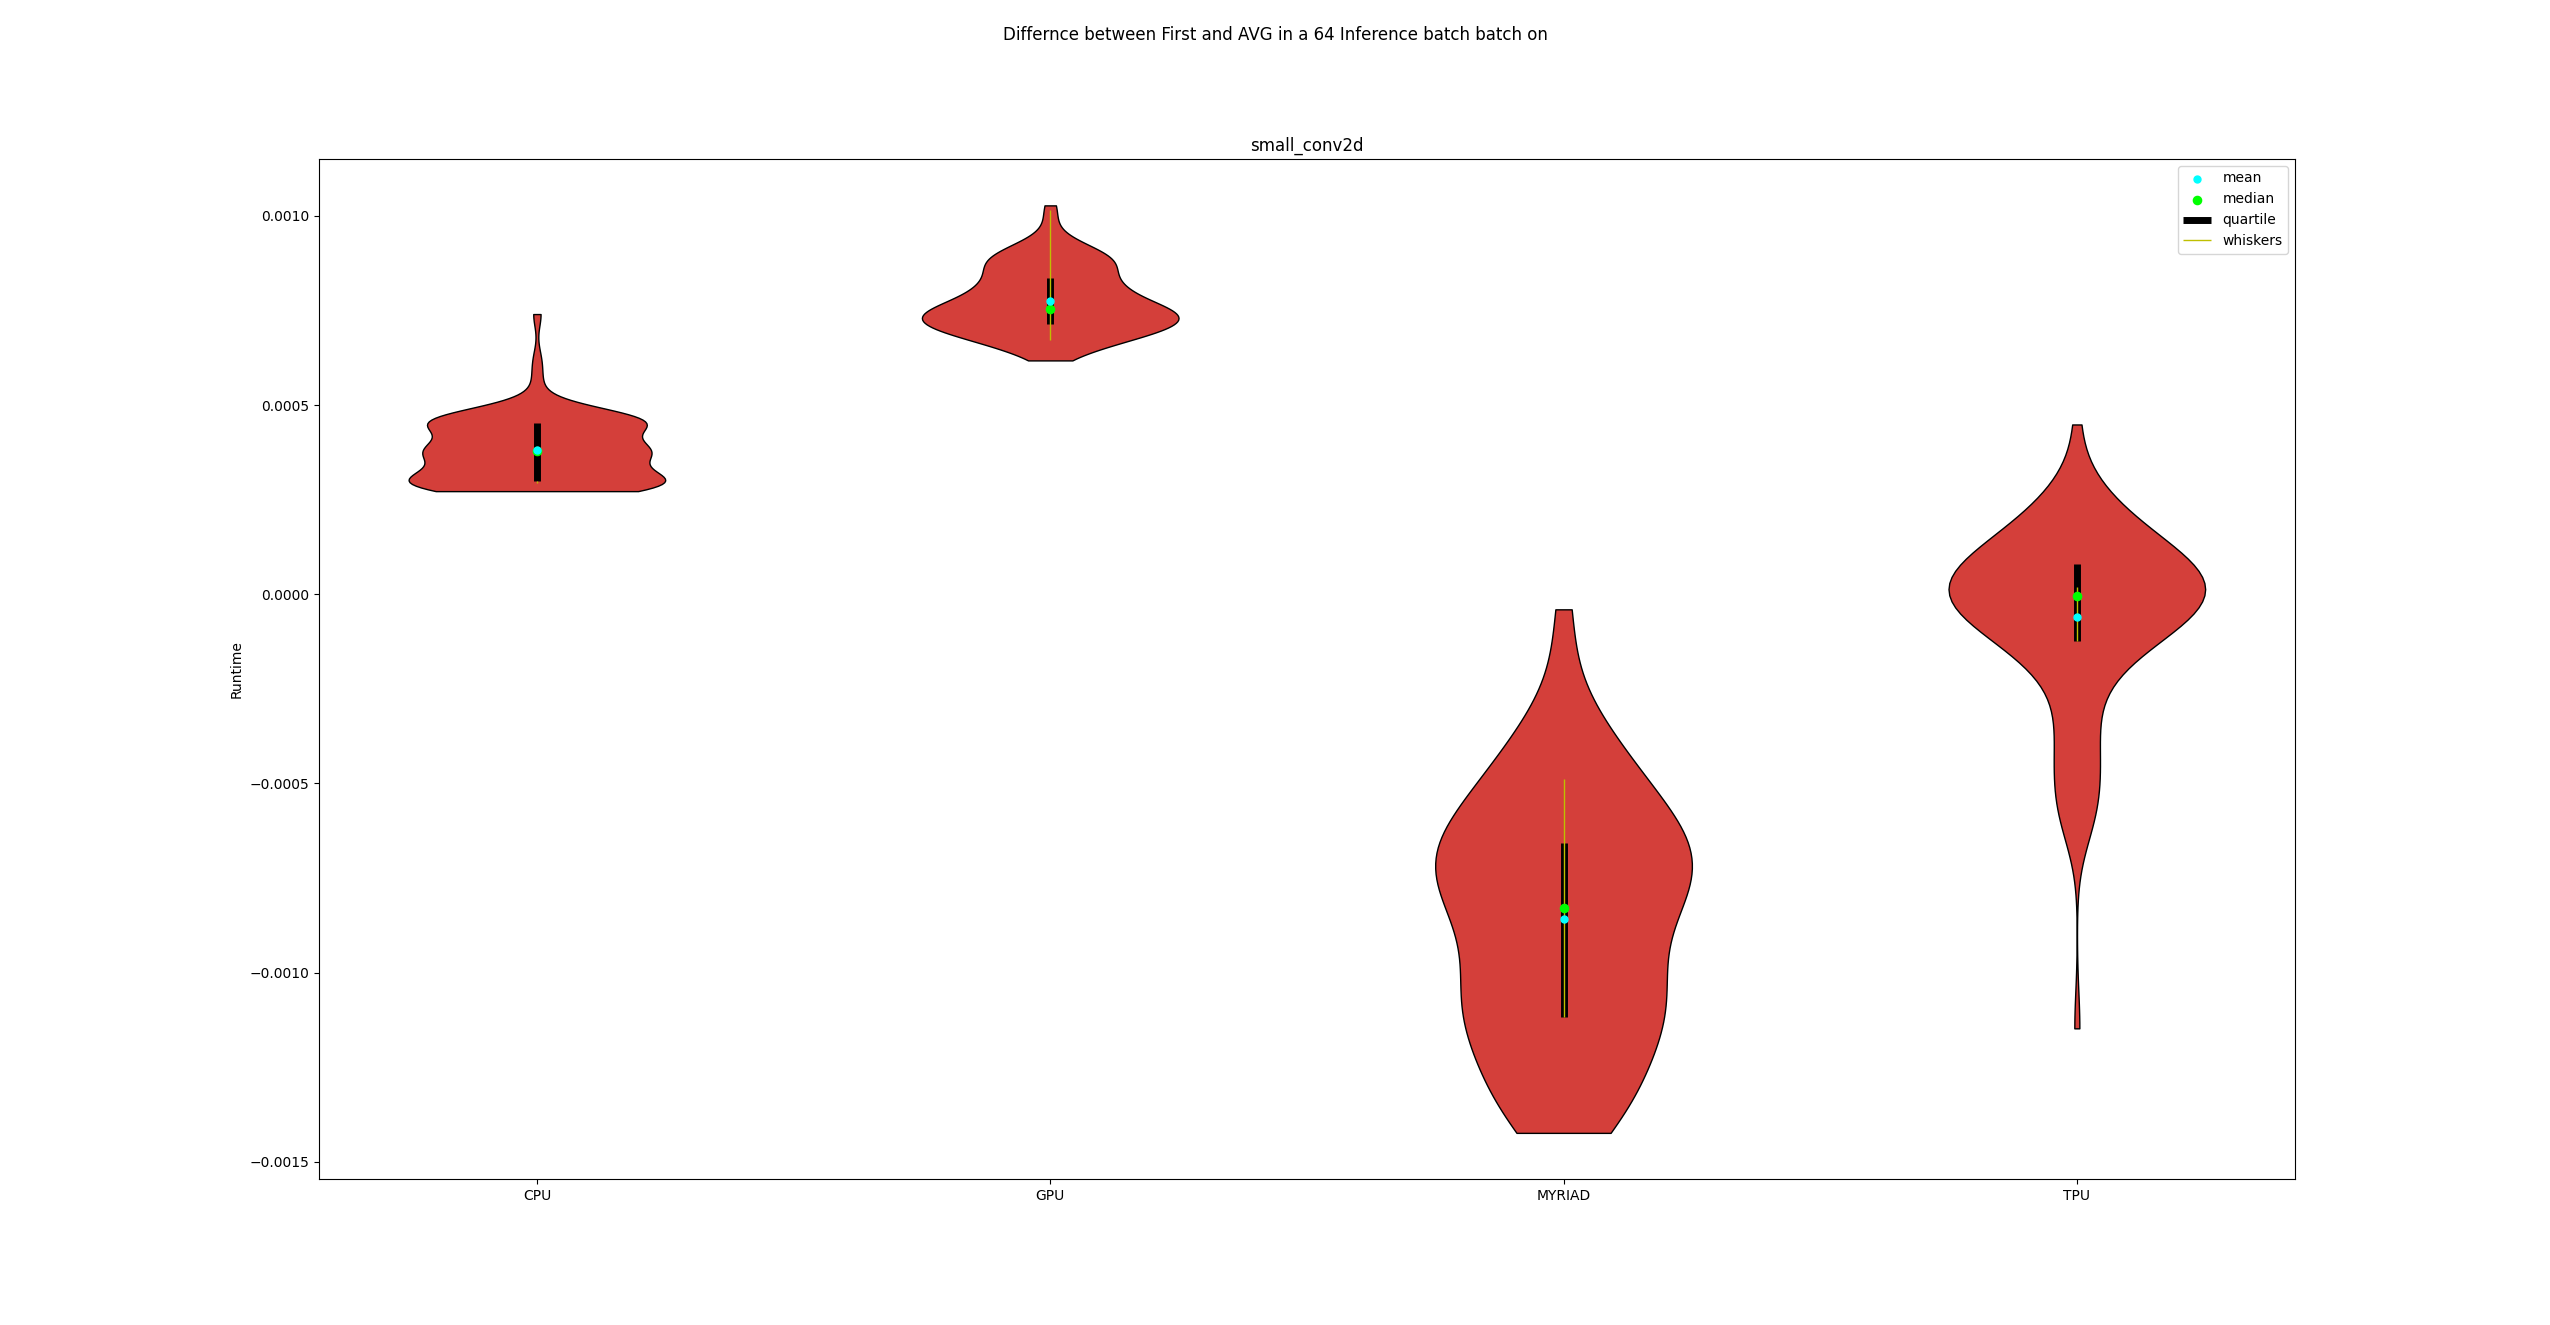 Differnce between First and AVG in a 64 Inference batch batch on
small_conv2d
mean
median
quartile
whiskers
0.0010
0.0005
0.0000
−0.0005
−0.0010
−0.0015
Runtime
CPU
GPU
MYRIAD
TPU